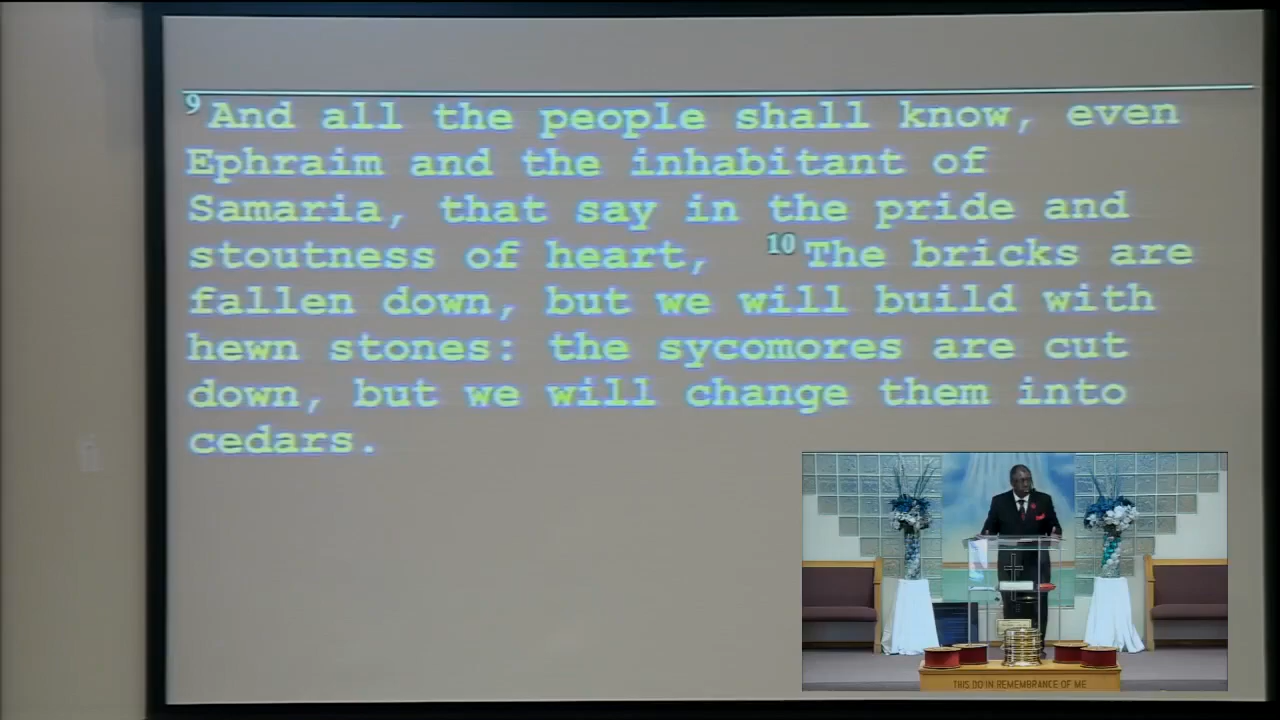 9 And all the people shall know, even
Ephraim and the inhabitant of
Samaria, that say in the pride and
stoutness of heart, 10 The bricks are
fallen down, but we will build with
hewn stones: the sycomores are cut
down, but we will change them into
cedars.
THIS DO IN REMEMBRANCE OF ME